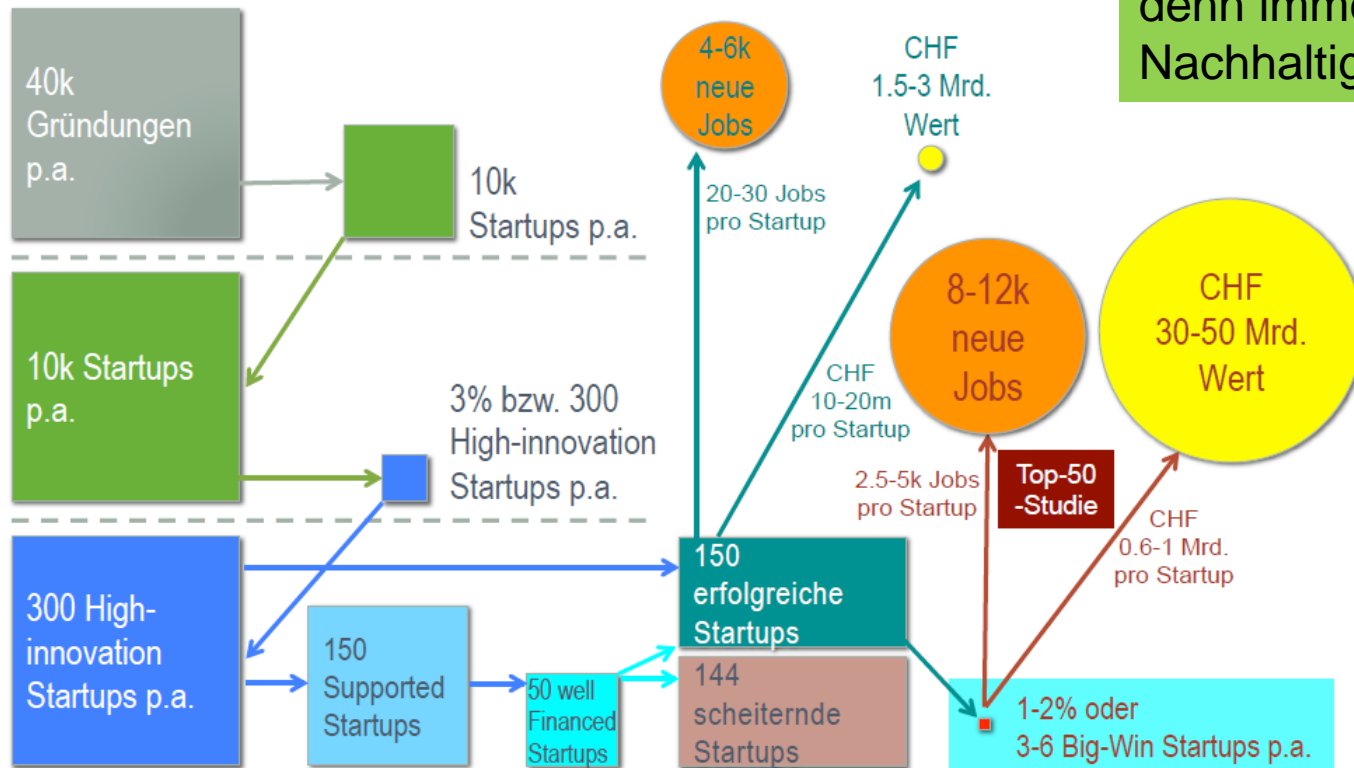 denn
Nachhaltig
40k
Gründungen
p.a.
10k
Startups p.a.
4-6k
neue
Jobs
CHF
1.5-3 Mrd.
Wert
20-30 Jobs
pro Startup
10k Startups
p.a.
3% bzw. 300
High-innovation
Startups p.a.
CHF
10-20m
pro Startup
8-12k
neue
Jobs
CHF
30-50 Mrd.
Wert
2.5-5k Jobs
pro Startup
Top-50
-Studie
CHF
0.6-1 Mrd.
pro Startup
300 High-
innovation
Startups p.a.
150
Supported
Startups
50 well
Financed
Startups
150
erfolgreiche
Startups
144
scheiternde
Startups
1-2% oder
3-6 Big-Win Startups p.a.